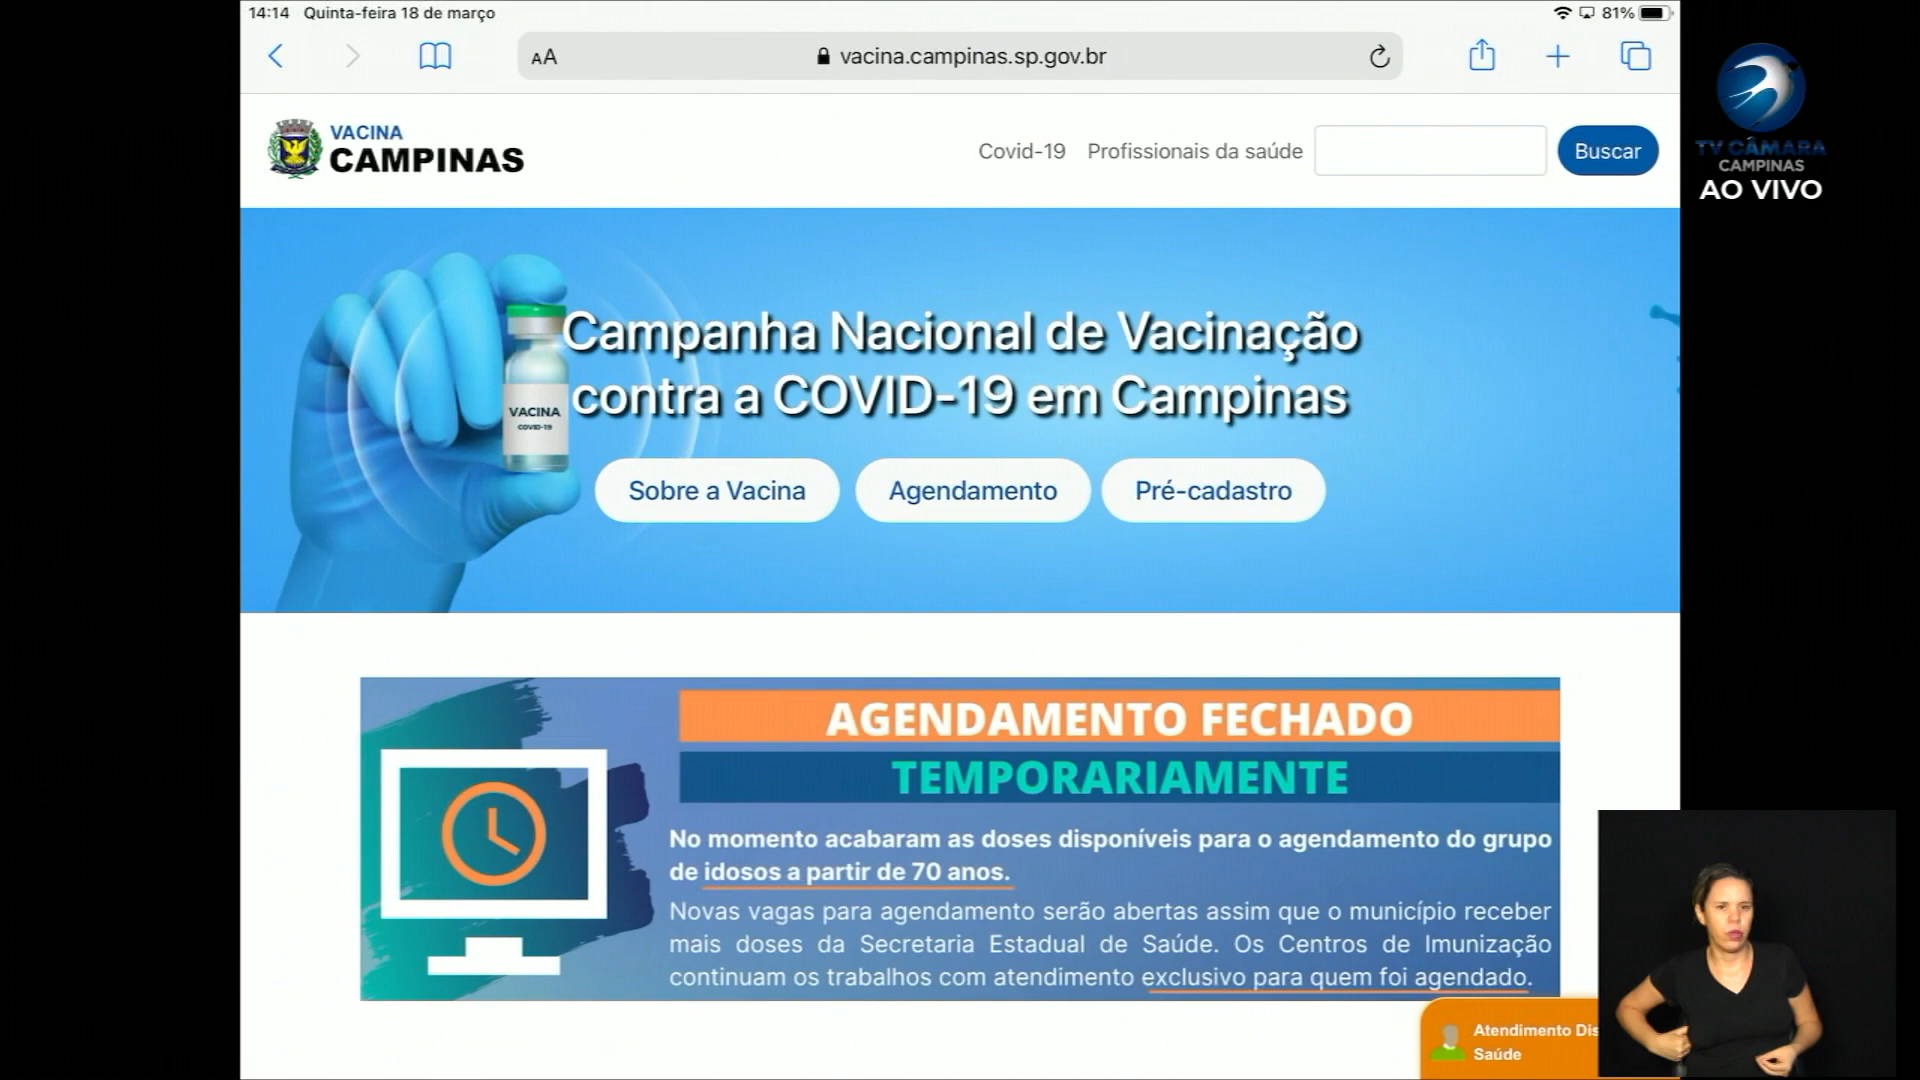 14:14 Quinta-feira 18 de março
81%
AA
vacina.campinas.sp.gov.br
TV CÂMARA
CAMPINAS
AO VIVO
VACINA
CAMPINAS
Covid-19 Profissionais da saúde
Buscar
Campanha Nacional de Vacinação
contra a COVID-19 em Campinas
VACINA
COVID-19
Sobre a Vacina
Agendamento
Pré-cadastro
AGENDAMENTO FECHADO
TEMPORARIAMENTE
No momento acabaram as doses disponíveis para o agendamento do grupo
de idosos a partir de 70 anos.
Novas vagas para agendamento serão abertas assim que o município receber
mais doses da Secretaria Estadual de Saúde. Os Centros de Imunização
continuam os trabalhos com atendimento exclusivo para quem foi agendado.
Atendimento Dis
Saúde